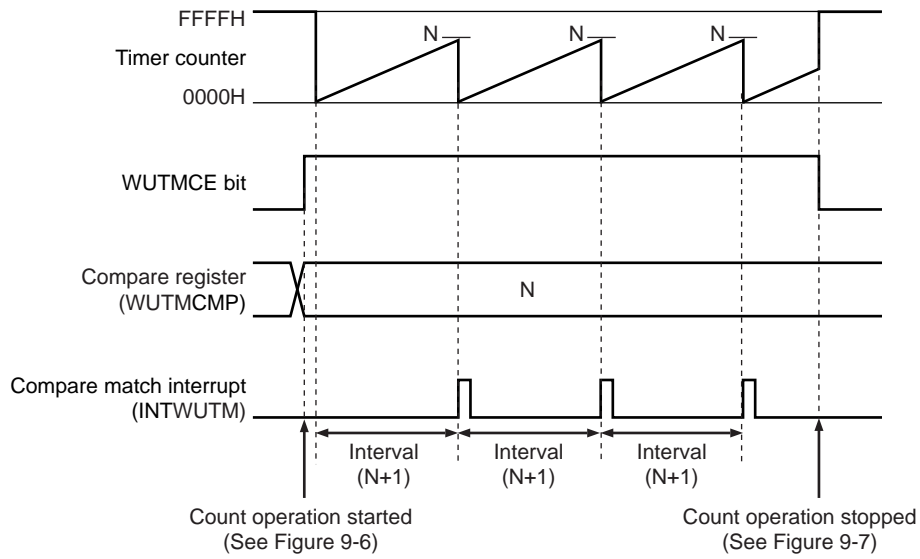 FFFFH
Timer counter
0000H
N
N
N
WUTMCE bit
Compare register
(WUTMCMP)
N
Compare match interrupt
(INTWUTM)
Interval
(N+1)
Interval
(N+1)
Interval
(N+1)
Count operation started
(See Figure 9-6)
Count operation stopped
(See Figure 9-7)